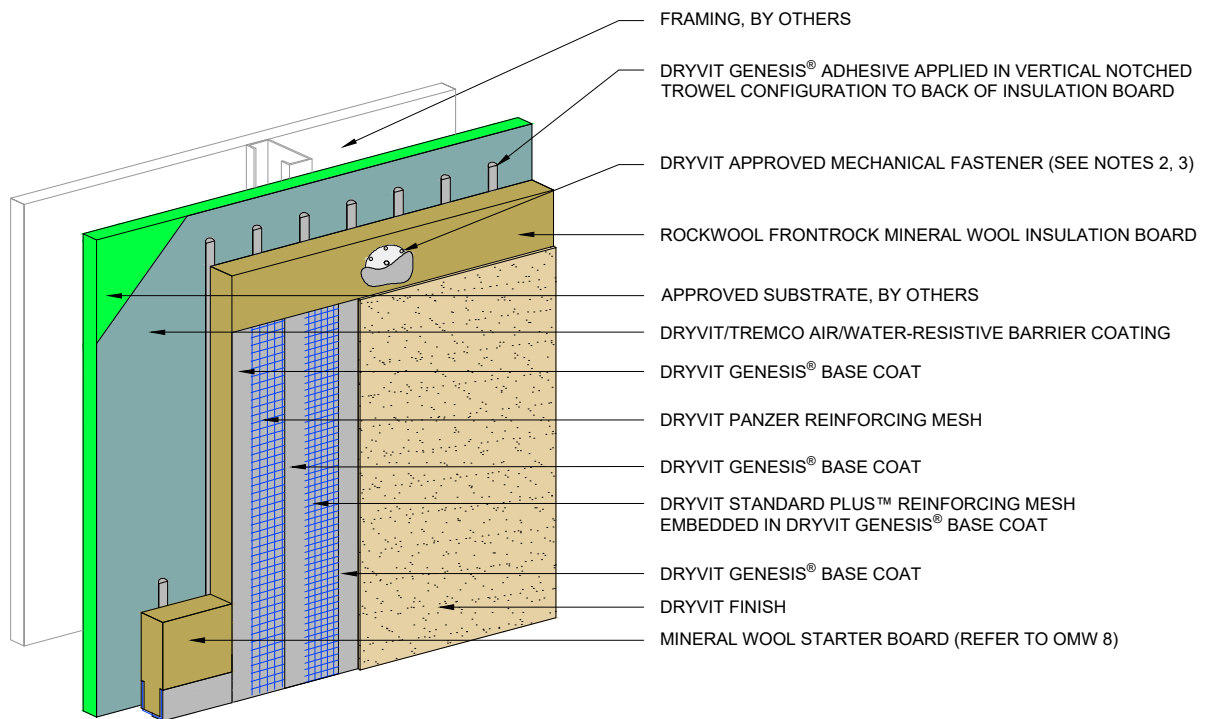 FRAMING, BY OTHERS
DRYVIT GENESIS® ADHESIVE APPLIED IN VERTICAL NOTCHED
TROWEL CONFIGURATION TO BACK OF INSULATION BOARD
DRYVIT APPROVED MECHANICAL FASTENER (SEE NOTES 2, 3)
ROCKWOOL FRONTROCK MINERAL WOOL INSULATION BOARD
APPROVED SUBSTRATE, BY OTHERS
DRYVIT/TREMCO AIR/WATER-RESISTIVE BARRIER COATING
DRYVIT GENESIS® BASE COAT
DRYVIT PANZER REINFORCING MESH
DRYVIT GENESIS® BASE COAT
DRYVIT STANDARD PLUS™ REINFORCING MESH
EMBEDDED IN DRYVIT GENESIS® BASE COAT
DRYVIT GENESIS® BASE COAT
DRYVIT FINISH
MINERAL WOOL STARTER BOARD (REFER TO OMW 8)